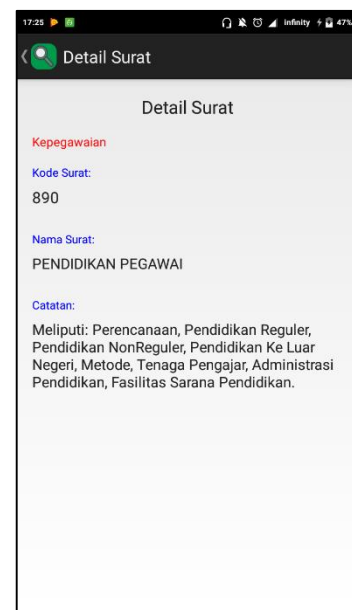 17:25 infinity 47%
Detail Surat
Detail Surat
Kepegawaian
Kode Surat:
890
Nama Surat:
PENDIDIKAN PEGAWAI
Catatan:
Meliputi: Perencanaan, Pendidikan Reguler,
Pendidikan NonReguler, Pendidikan Ke Luar
Negeri, Metode, Tenaga Pengajar, Administrasi
Pendidikan, Fasilitas Sarana Pendidikan.